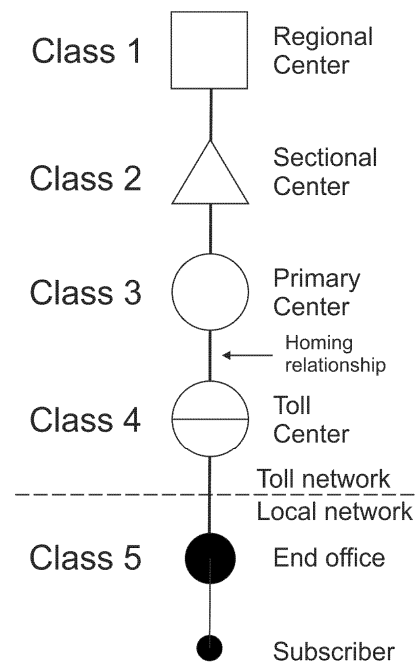 Class 1
Regional
Center
Class 2
Sectional
Center
Class 3
Primary
Center
Homing
relationship
Class 4
Toll
Center
Toll network
Local network
Class 5
End office
Subscriber